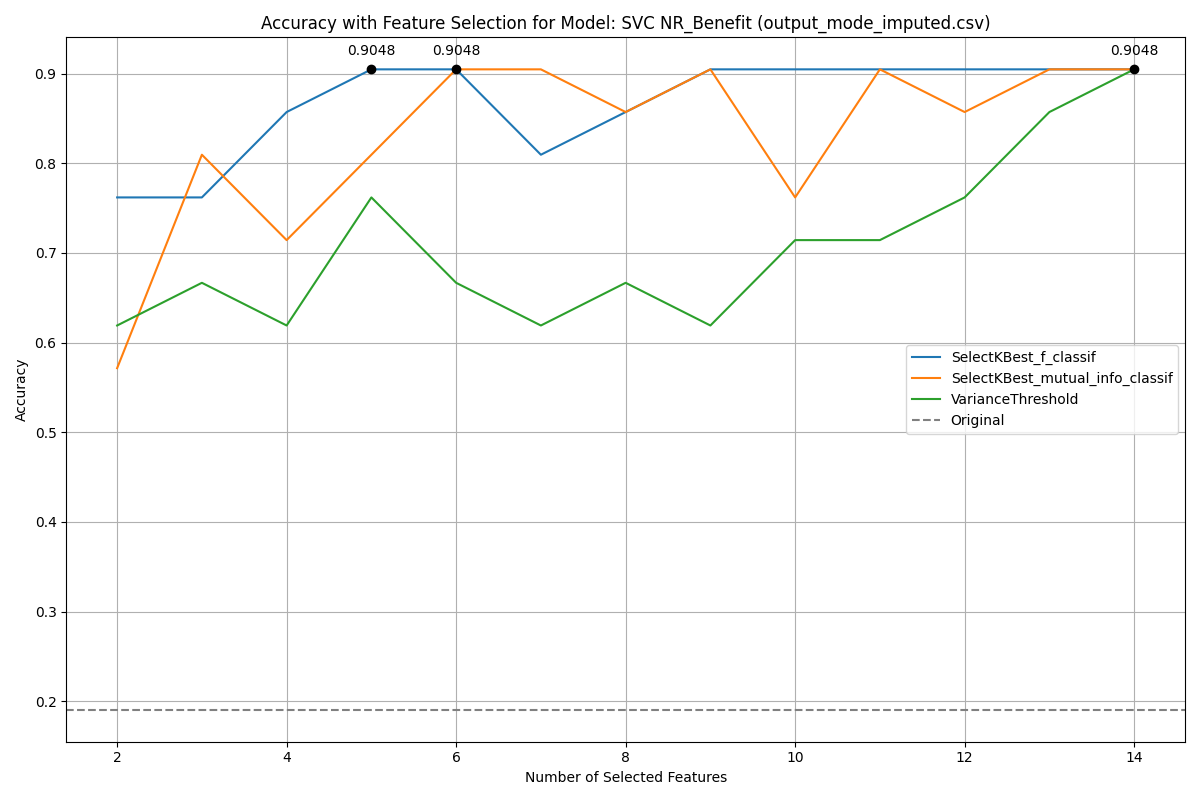 Accuracy with Feature Selection for Model: SVC NR_Benefit (output_mode_imputed.csv)
0.9048 0.9048 0.9048
0.9
0.8
0.7
0.6
0.5
0.4
0.3
0.2
Accuracy
SelectKBest_f_classif
SelectKBest_mutual_info_classif
VarianceThreshold
Original
2 4 6 8 10 12 14
Number of Selected Features